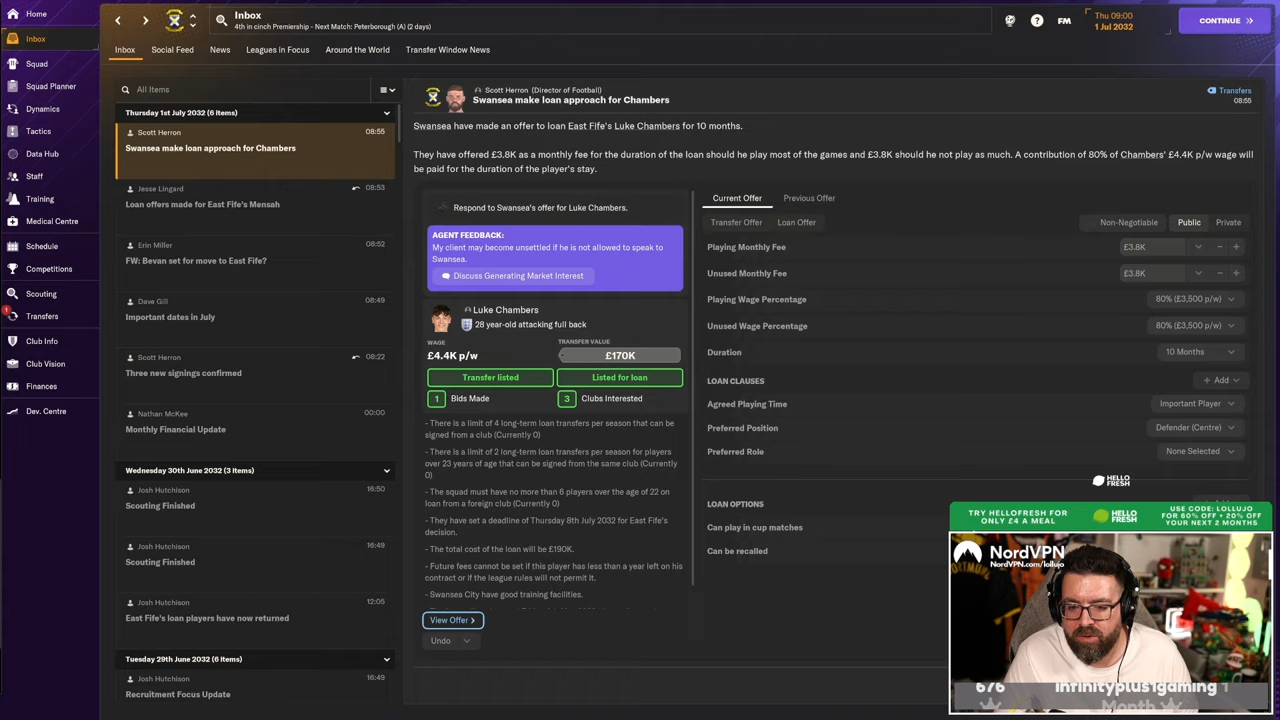 Home
Inbox
Squad
Squad Planner
Dynamics
Tactics
Data Hub
Staff
Training
Medical Centre
Schedule
Competitions
Scouting
1
Transfers
Club Info
Club Vision
Finances
Dev. Centre
Inbox
4th in cinch Premiership - Next Match: Peterborough (A) (2 days)
?
FM
Thu 09:00
1 Jul 2032
CONTINUE
Inbox
Social Feed
News
Leagues in Focus
Around the World
Transfer Window News
All Items
Thursday 1st July 2032 (6 Items)
Scott Herron
08:55
Swansea make loan approach for Chambers
Jesse Lingard
08:53
Loan offers made for East Fife's Mensah
Erin Miller
08:52
FW: Bevan set for move to East Fife?
Dave Gill
08:49
Important dates in July
Scott Herron
08:22
Three new signings confirmed
Nathan McKee
00:00
Monthly Financial Update
Wednesday 30th June 2032 (3 Items)
Josh Hutchison
16:50
Scouting Finished
Josh Hutchison
16:49
Scouting Finished
Josh Hutchison
12:05
East Fife's loan players have now returned
Tuesday 29th June 2032 (6 Items)
Josh Hutchison
16:49
Recruitment Focus Update
Scott Herron (Director of Football)
Swansea make loan approach for Chambers
Transfers
08:55
Swansea have made an offer to loan East Fife's Luke Chambers for 10 months.
They have offered £3.8K as a monthly fee for the duration of the loan should he play most of the games and £3.8K should he not play as much. A contribution of 80% of Chambers' £4.4K p/w wage will
be paid for the duration of the player's stay.
Respond to Swansea's offer for Luke Chambers.
AGENT FEEDBACK:
My client may become unsettled if he is not allowed to speak to
Swansea.
Discuss Generating Market Interest
Luke Chambers
28 year-old attacking full back
WAGE
£4.4K p/w
TRANSFER VALUE
£170K
Transfer listed
Listed for loan
1 Bids Made
3 Clubs Interested
- There is a limit of 4 long-term loan transfers per season that can be
signed from a club (Currently 0)
- There is a limit of 2 long-term loan transfers per season for players
over 23 years of age that can be signed from the same club (Currently
0)
- The squad must have no more than 6 players over the age of 22 on
loan from a foreign club (Currently 0)
- They have set a deadline of Thursday 8th July 2032 for East Fife's
decision.
- The total cost of the loan will be £190K.
- Future fees cannot be set if this player has less than a year left on his
contract or if the league rules will not permit it.
- Swansea City have good training facilities.
View Offer
Undo
Current Offer
Previous Offer
Transfer Offer
Loan Offer
Non-Negotiable
Public
Private
Playing Monthly Fee
£3.8K
Unused Monthly Fee
£3.8K
Playing Wage Percentage
80% (£3,500 p/w)
Unused Wage Percentage
80% (£3,500 p/w)
Duration
10 Months
LOAN CLAUSES
+ Add
Agreed Playing Time
Important Player
Preferred Position
Defender (Centre)
Preferred Role
None Selected
LOAN OPTIONS
Can play in cup matches
Can be recalled
HELLO
FRESH
TRY HELLOFRESH FOR
ONLY £4 A MEAL
HELLO
FRESH
USE CODE: LOLLUJO
FOR 60% OFF + 20% OFF
YOUR NEXT 2 MONTHS
NordVPN
NordVPN.com/lollujo
676
infinityplus1gaming 1
Month